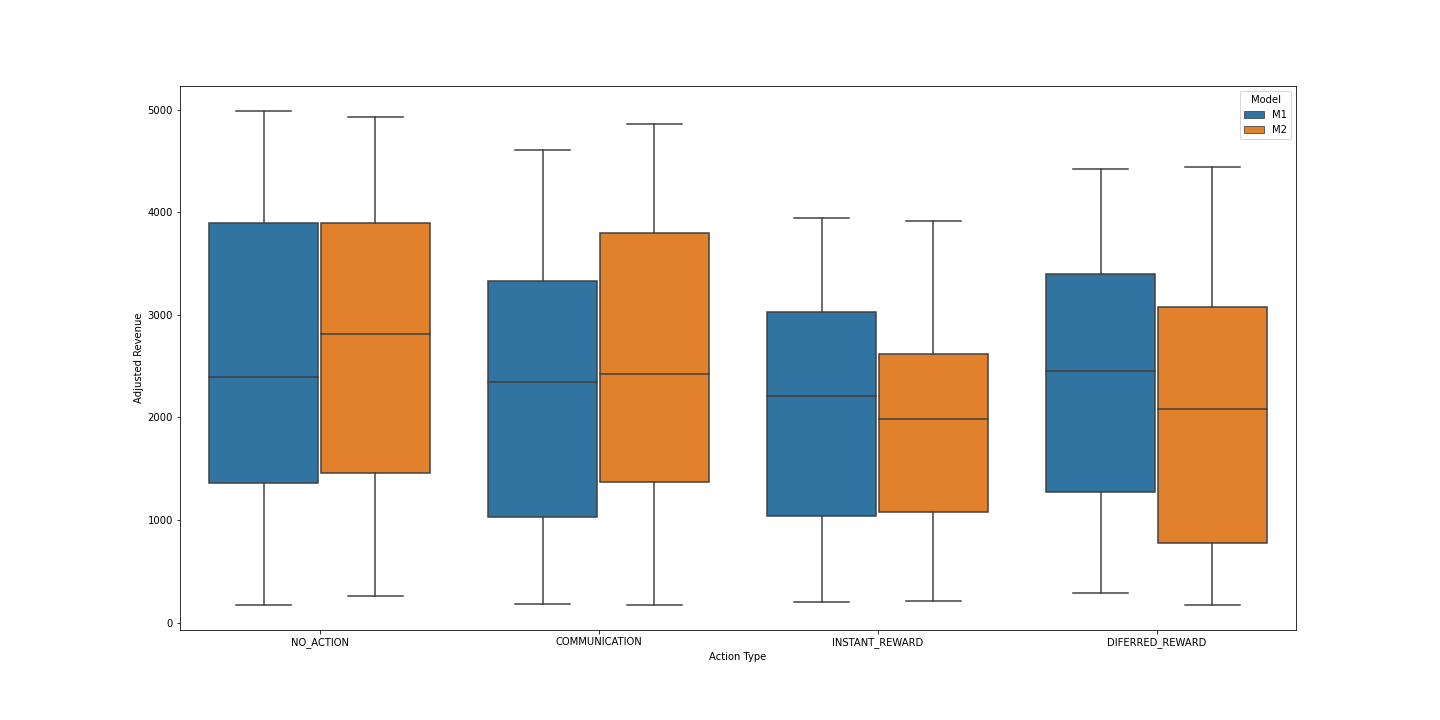 Model
M1
M2
Adjusted Revenue
5000
4000
3000
2000
1000
0
NO_ACTION
COMMUNICATION
INSTANT_REWARD
DIFERRED_REWARD
Action Type